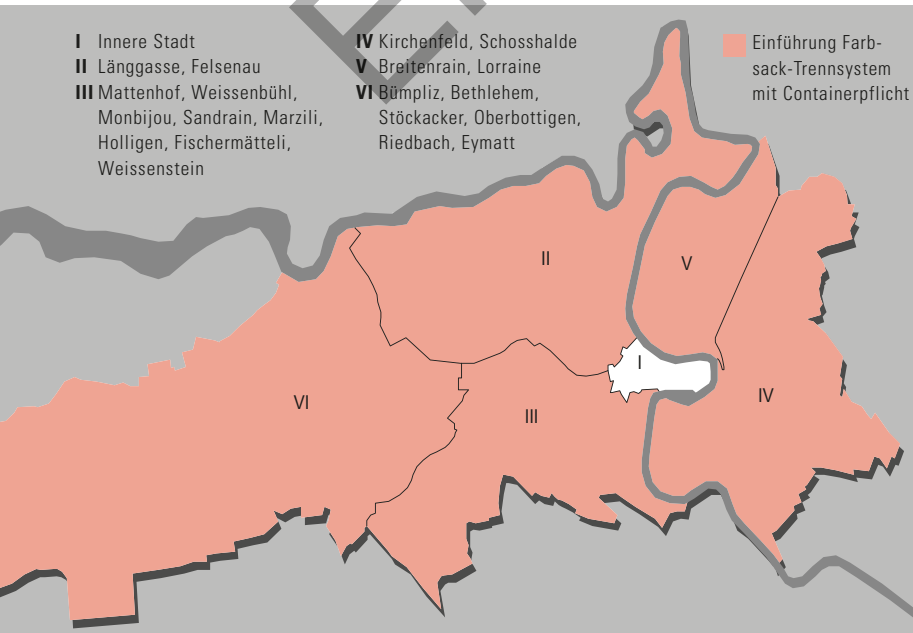 I Innere Stadt
II Länggasse, Felsenau
III Mattenhof, Weissenbühl,
Monbijou, Sandrain, Marzili,
Holligen, Fischermätteli,
Weissenstein
IV Kirchenfeld, Schosshalde
V Breitenrain, Lorraine
VI Bümpliz, Bethlehem,
Stöckacker, Oberbottigen,
Riedbach, Eymatt
Einführung Farb-
sack-Trennsystem
mit Containerpflicht
II
V
I
VI
III
IV